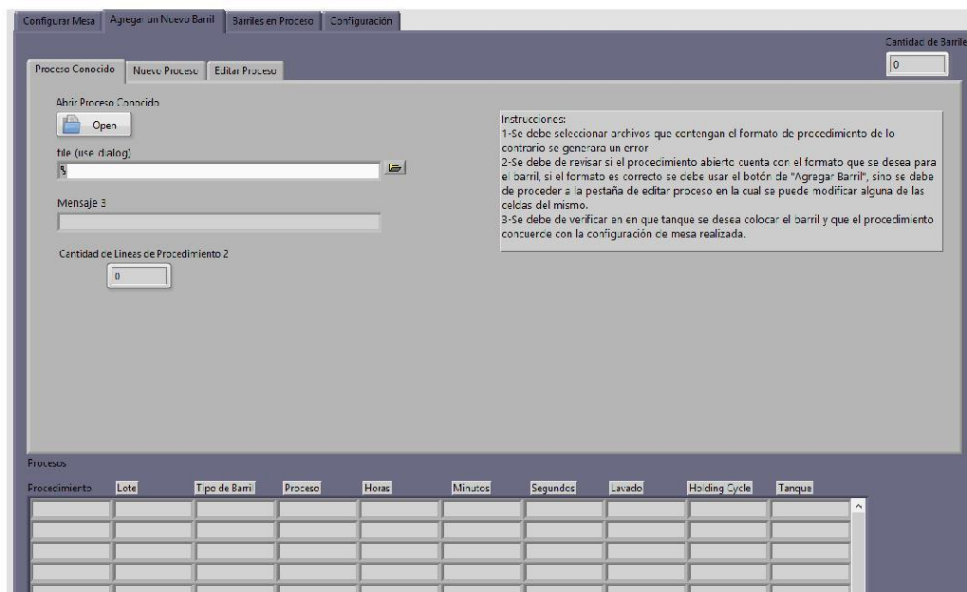 Configurar Mesa Agregar un Nuevo Barril Barriles en Proceso Configuración
Cantidad de Barrile
0
Proceso Conocido Nuevo Proceso Editar Proceso
Abrir Proceso Conocido
Open
file (use dialog)
Mensaje 3
Cantidad de Lineas de Procedimiento 2
0
Instrucciones:
1-Se debe seleccionar archivos que contengan el formato de procedimiento de lo
contrario se generara un error
2-Se debe de revisar si el procedimiento abierto cuenta con el formato que se desea para
el barril, si el formato es correcto se debe usar el botón de "Agregar Barril", sino se debe
de proceder a la pestaña de editar proceso en la cual se puede modificar alguna de las
celdas del mismo.
3-Se debe de verificar en en que tanque se desea colocar el barril y que el procedimiento
concuerde con la configuración de mesa realizada.
Procesos
Procedimiento Lote Tipo de Barril Proceso Horas Minutos Segundos Lavado Holding Cycle Tanque